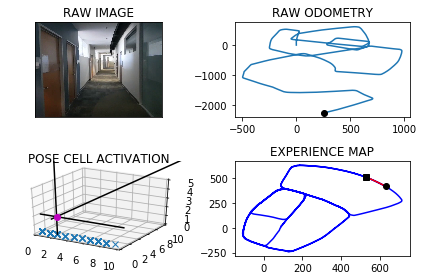 RAW IMAGE
RAW ODOMETRY
0
−1000
−2000
−500 0 500 1000
POSE CELL ACTIVATION
5
4
3
2
1
0
0 2 4 6 8 10
0 2 4 6 8 10
EXPERIENCE MAP
500
250
0
−250
0 200 400 600